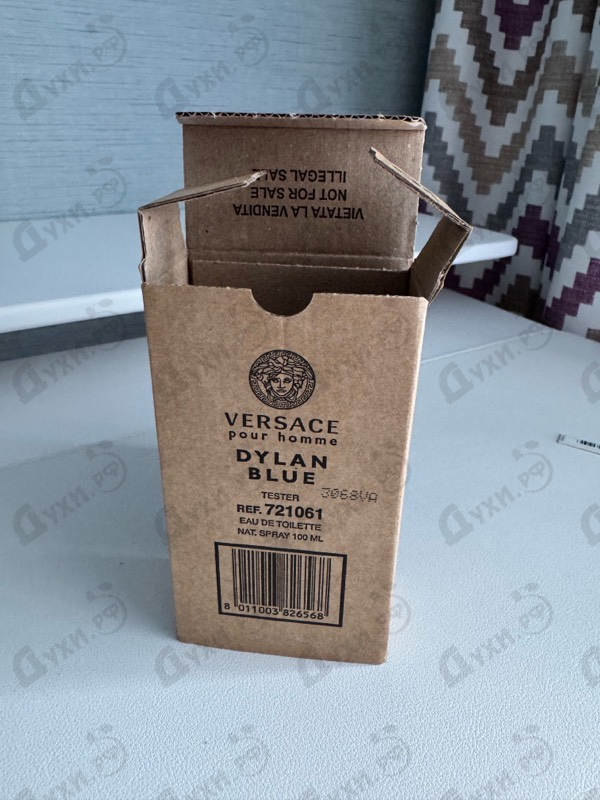 VIETATA LA VENDITA
NOT FOR SALE
ILLEGAL SALE
VERSACE
pour homme
DYLAN
BLUE
TESTER
3068VA
REF. 721061
EAU DE TOILETTE
NAT. SPRAY 100 ML
8 011003 826568
Духи.РФ